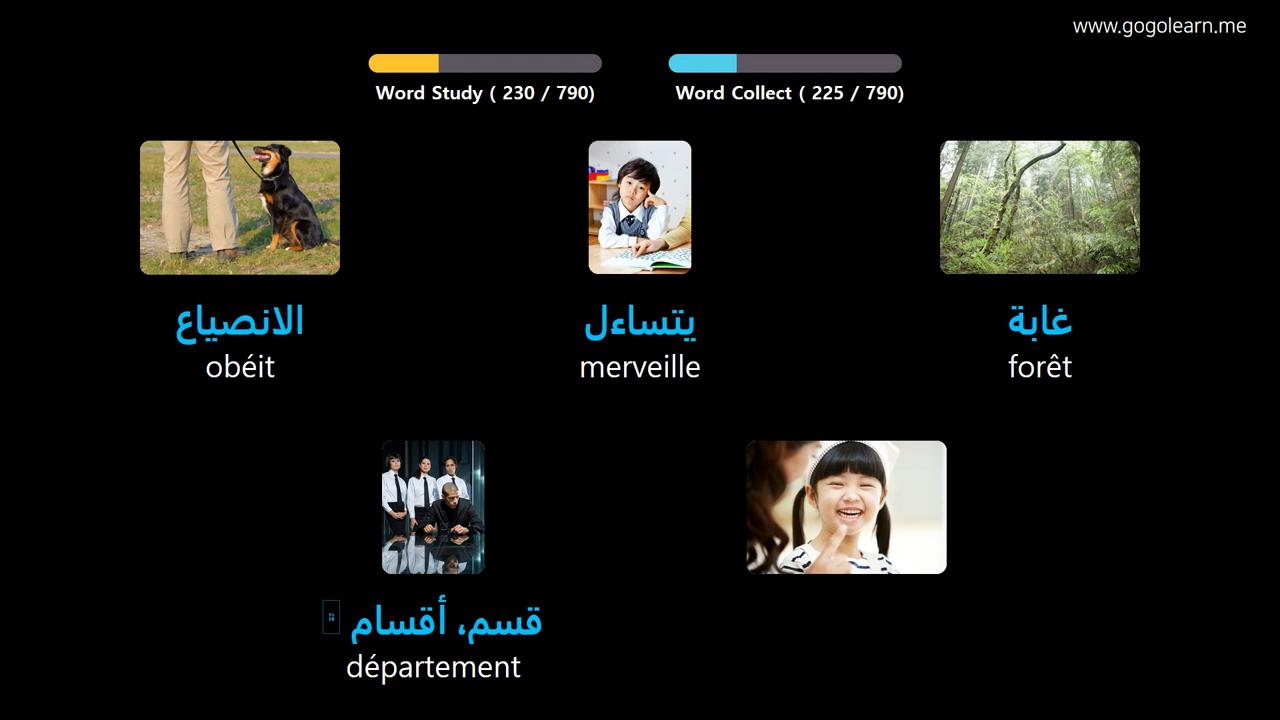 www.gogolearn.me
Word Study ( 230 / 790)
Word Collect ( 225 / 790)
الانصياع
obéit
يتساءل
merveille
غابة
forêt
قسم، أقسام
département